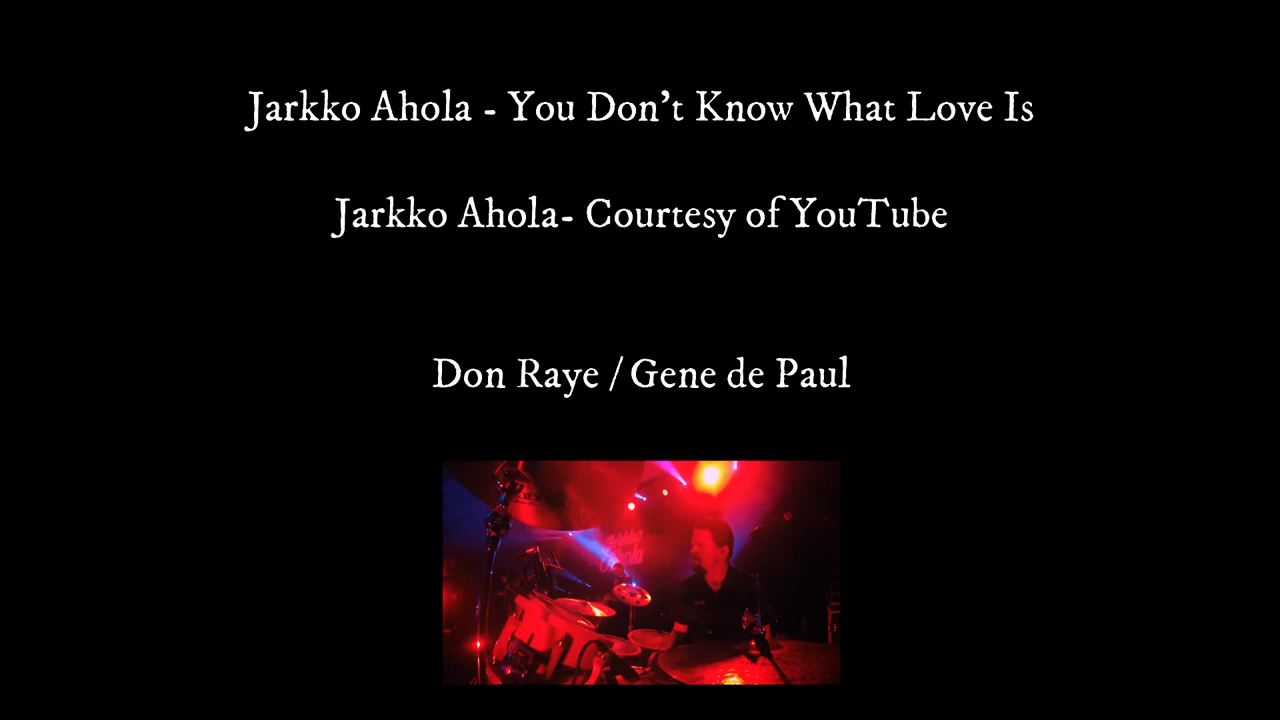 Jarkko Ahola - You Don't Know What Love Is
Jarkko Ahola- Courtesy of YouTube
Don Raye / Gene de Paul